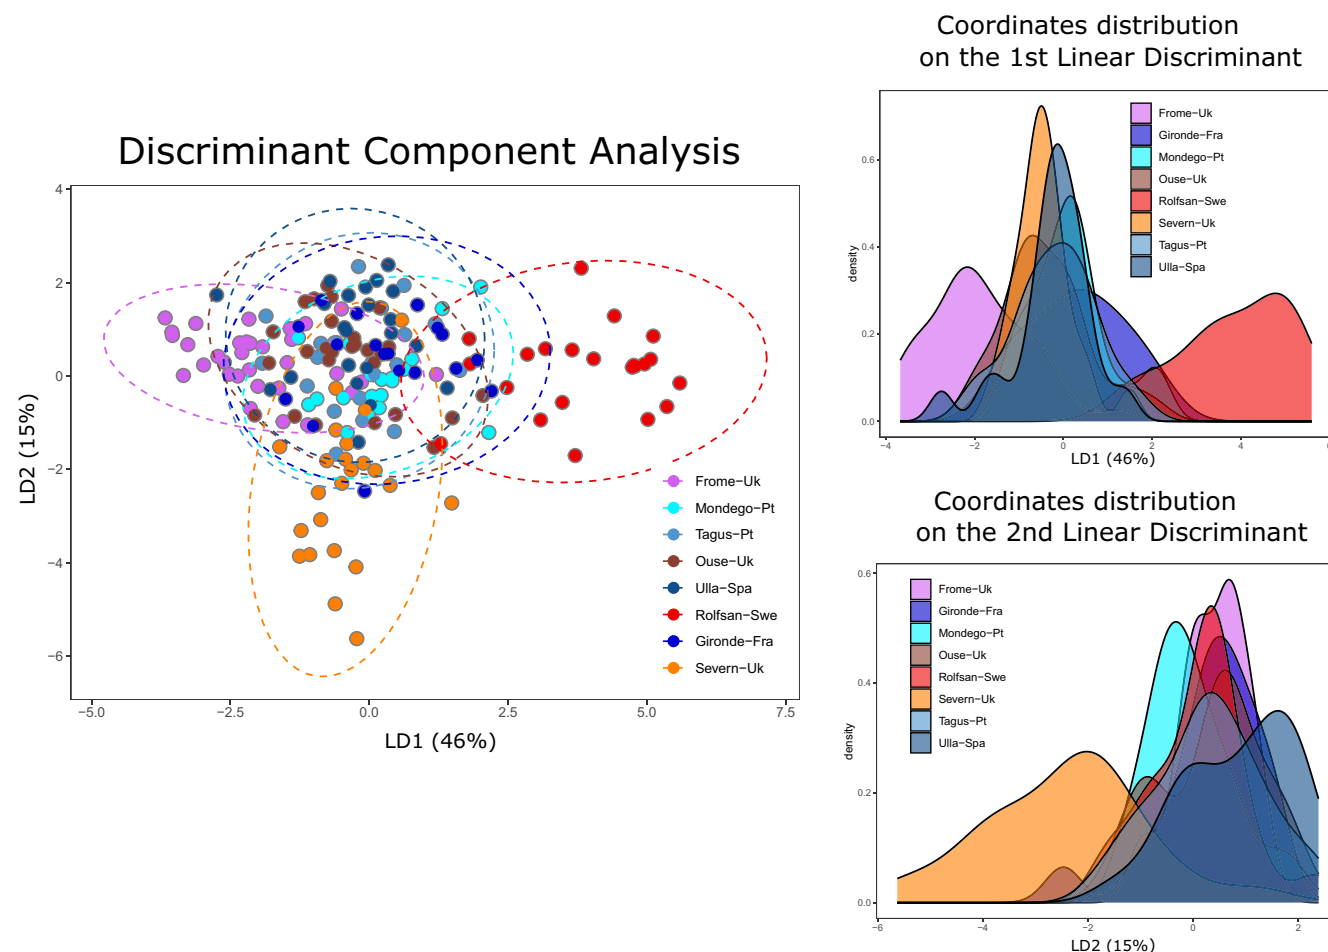 Discriminant Component Analysis
4
2
0
−2
−4
−6
−5.0
−2.5
0.0
2.5
5.0
7.5
LD2 (15%)
LD1 (46%)
Frome−Uk
Mondego−Pt
Tagus−Pt
Ouse−Uk
Ulla−Spa
Rolfsan−Swe
Gironde−Fra
Severn−Uk
Coordinates distribution
on the 1st Linear Discriminant
Frome−Uk
Gironde−Fra
Mondego−Pt
Ouse−Uk
Rolfsan−Swe
Severn−Uk
Tagus−Pt
Ulla−Spa
density
0.6
0.4
0.2
0.0
−4
−2
0
2
4
LD1 (46%)
Coordinates distribution
on the 2nd Linear Discriminant
Frome−Uk
Gironde−Fra
Mondego−Pt
Ouse−Uk
Rolfsan−Swe
Severn−Uk
Tagus−Pt
Ulla−Spa
density
0.6
0.4
0.2
0.0
−6
−4
−2
0
2
LD2 (15%)